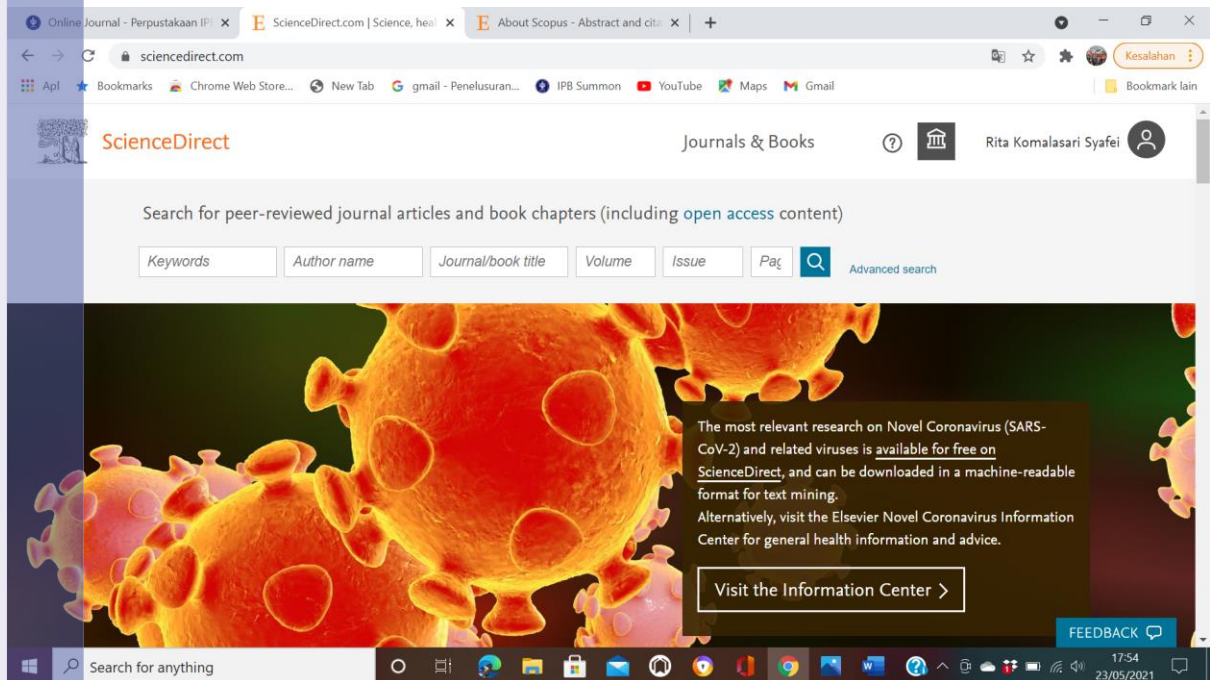 Online Journal - Perpustakaan IPB
ScienceDirect.com | Science, heal
About Scopus - Abstract and cita
sciencedirect.com
Kesalahan
Apl
Bookmarks
Chrome Web Store...
New Tab
gmail - Penelusuran...
IPB Summon
YouTube
Maps
Gmail
Bookmark lain
ScienceDirect
Journals & Books
Rita Komalasari Syafei
Search for peer-reviewed journal articles and book chapters (including open access content)
Keywords
Author name
Journal/book title
Volume
Issue
Pag
Advanced search
The most relevant research on Novel Coronavirus (SARS-
CoV-2) and related viruses is available for free on
ScienceDirect, and can be downloaded in a machine-readable
format for text mining.
Alternatively, visit the Elsevier Novel Coronavirus Information
Center for general health information and advice.
Visit the Information Center >
FEEDBACK
Search for anything
17:54
23/05/2021